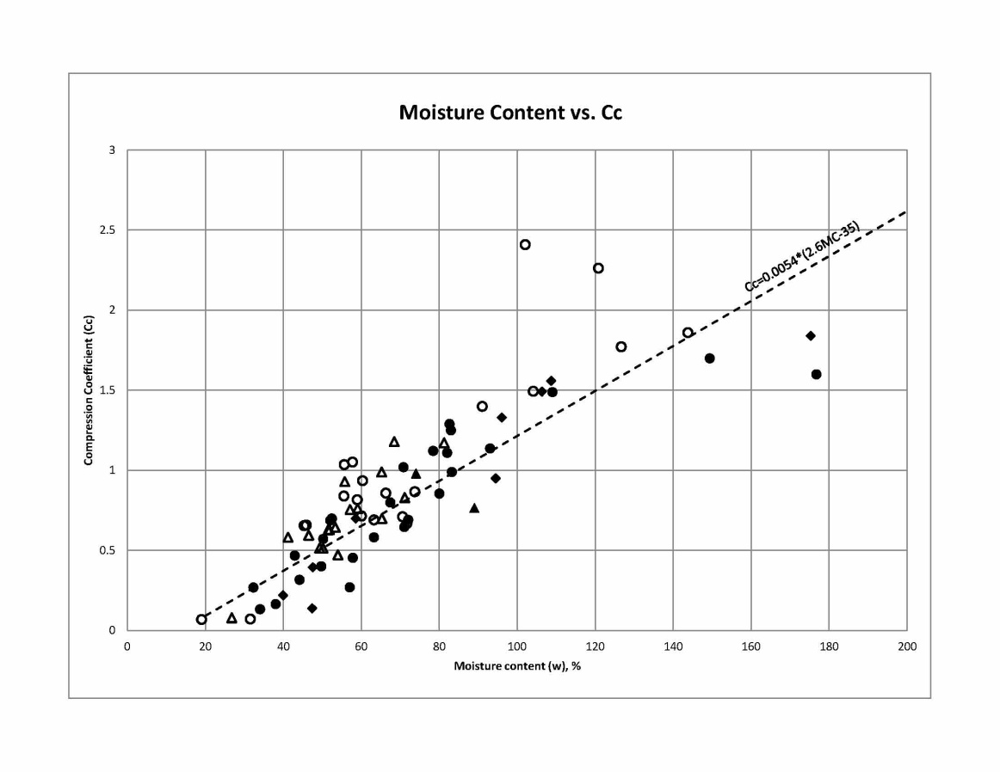 Moisture Content vs. Cc
3
2.5
2
1.5
1
0.5
0
Compression Coefficient (Cc)
Cc=0.0054*(2.6MC-35)
0 20 40 60 80 100 120 140 160 180 200
Moisture content (w), %